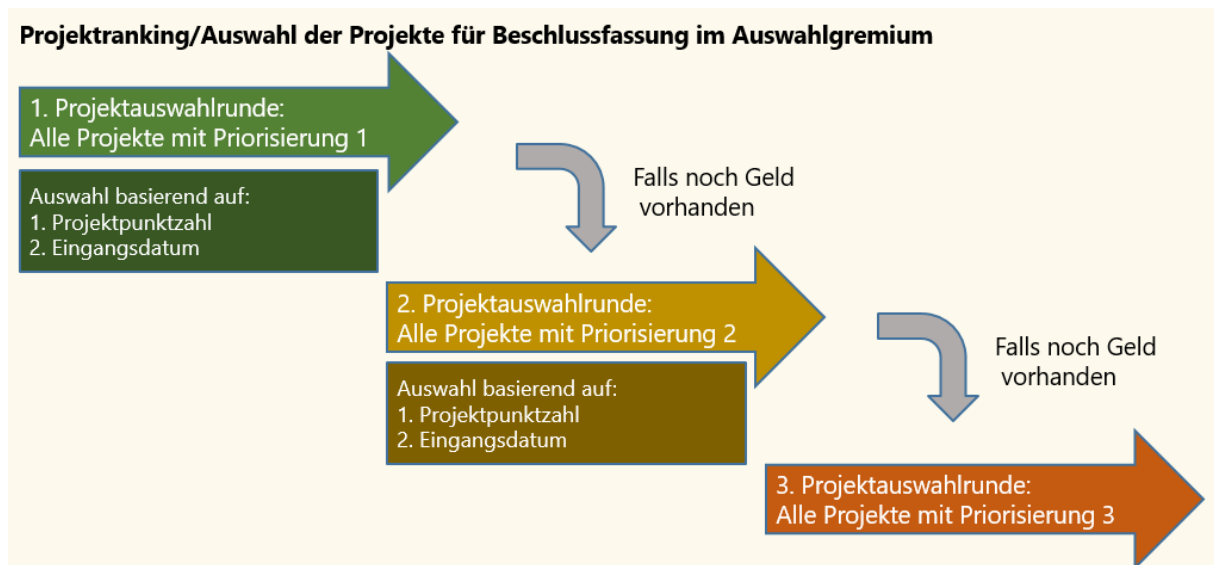 Projektranking/Auswahl der Projekte für Beschlussfassung im Auswahlgremium
1. Projektauswahlrunde:
Alle Projekte mit Priorisierung 1
Auswahl basierend auf:
1. Projektpunktzahl
2. Eingangsdatum
Falls noch Geld
vorhanden
2. Projektauswahlrunde:
Alle Projekte mit Priorisierung 2
Auswahl basierend auf:
1. Projektpunktzahl
2. Eingangsdatum
Falls noch Geld
vorhanden
3. Projektauswahlrunde:
Alle Projekte mit Priorisierung 3